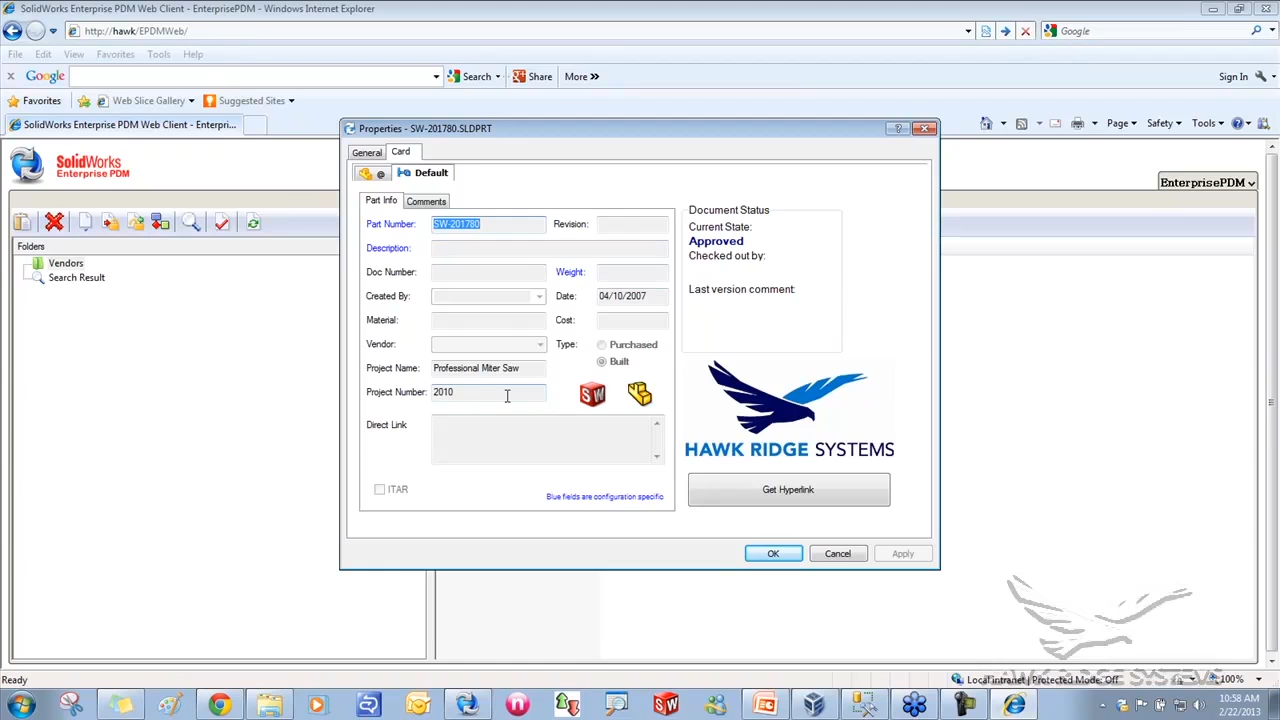 SolidWorks Enterprise PDM Web Client - EnterprisePDM - Windows Internet Explorer
http://hawk/EPDMWeb/
Google
File Edit View Favorites Tools Help
x Google Search Share More »
Sign In
Favorites Web Slice Gallery Suggested Sites
SolidWorks Enterprise PDM Web Client - Enterpri...
Page Safety Tools
SolidWorks
Enterprise PDM
EnterprisePDM
Folders
Vendors
Search Result
Properties - SW-201780.SLDPRT
General Card
@ Default
Part Info Comments
Part Number: SW-201780 Revision:
Description:
Doc Number: Weight:
Created By: Date: 04/10/2007
Material: Cost:
Vendor: Type: Purchased
Built
Project Name: Professional Miter Saw
Project Number: 2010
SW
Direct Link
ITAR
Blue fields are configuration specific
Document Status
Current State:
Approved
Checked out by:
Last version comment:
HAWK RIDGE SYSTEMS
Get Hyperlink
OK Cancel Apply
HAWK RIDGE SYSTEMS
Ready
Local intranet | Protected Mode: Off
100%
10:58 AM
2/22/2013